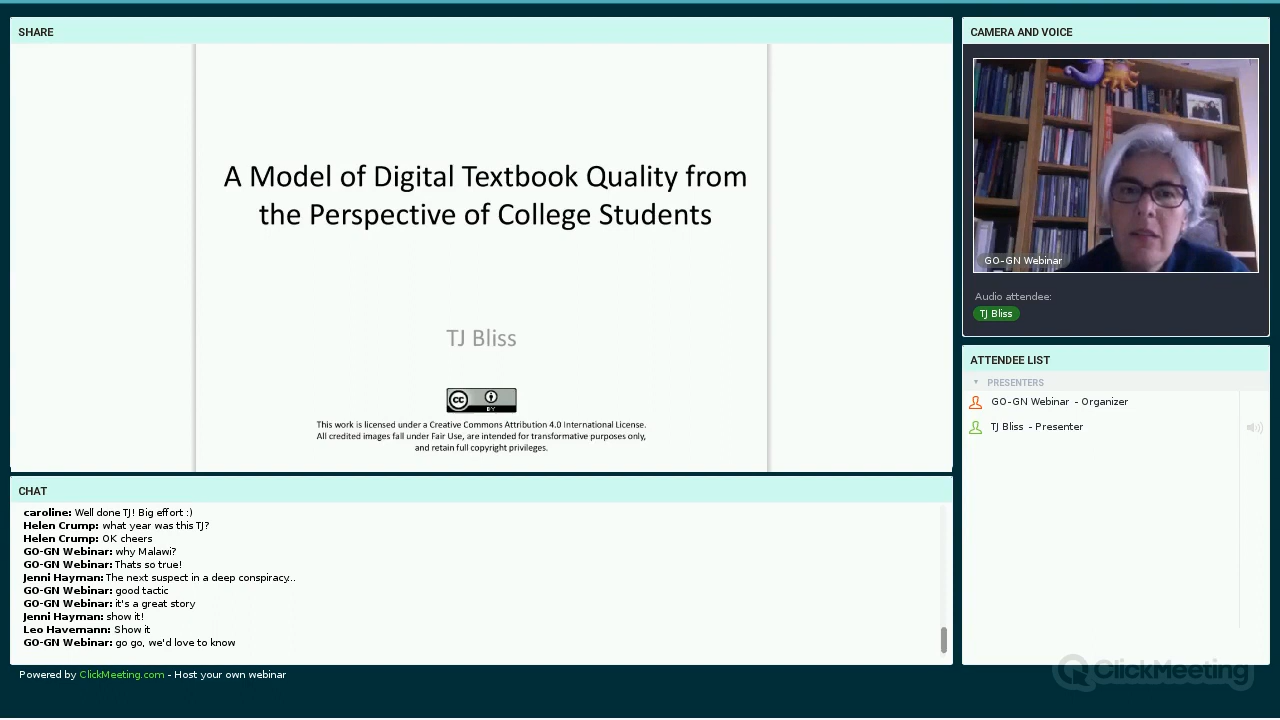 SHARE
A Model of Digital Textbook Quality from
the Perspective of College Students
TJ Bliss
CC BY
This work is licensed under a Creative Commons Attribution 4.0 International License.
All credited images fall under Fair Use, are intended for transformative purposes only,
and retain full copyright privileges.
CHAT
caroline: Well done TJ! Big effort :)
Helen Crump: what year was this TJ?
Helen Crump: OK cheers
GO-GN Webinar: why Malawi?
GO-GN Webinar: Thats so true!
Jenni Hayman: The next suspect in a deep conspiracy...
GO-GN Webinar: good tactic
GO-GN Webinar: it's a great story
Jenni Hayman: show it!
Leo Havemann: Show it
GO-GN Webinar: go go, we'd love to know
Powered by ClickMeeting.com - Host your own webinar
CAMERA AND VOICE
GO-GN Webinar
Audio attendee:
TJ Bliss
ATTENDEE LIST
PRESENTERS
GO-GN Webinar - Organizer
TJ Bliss - Presenter
ClickMeeting